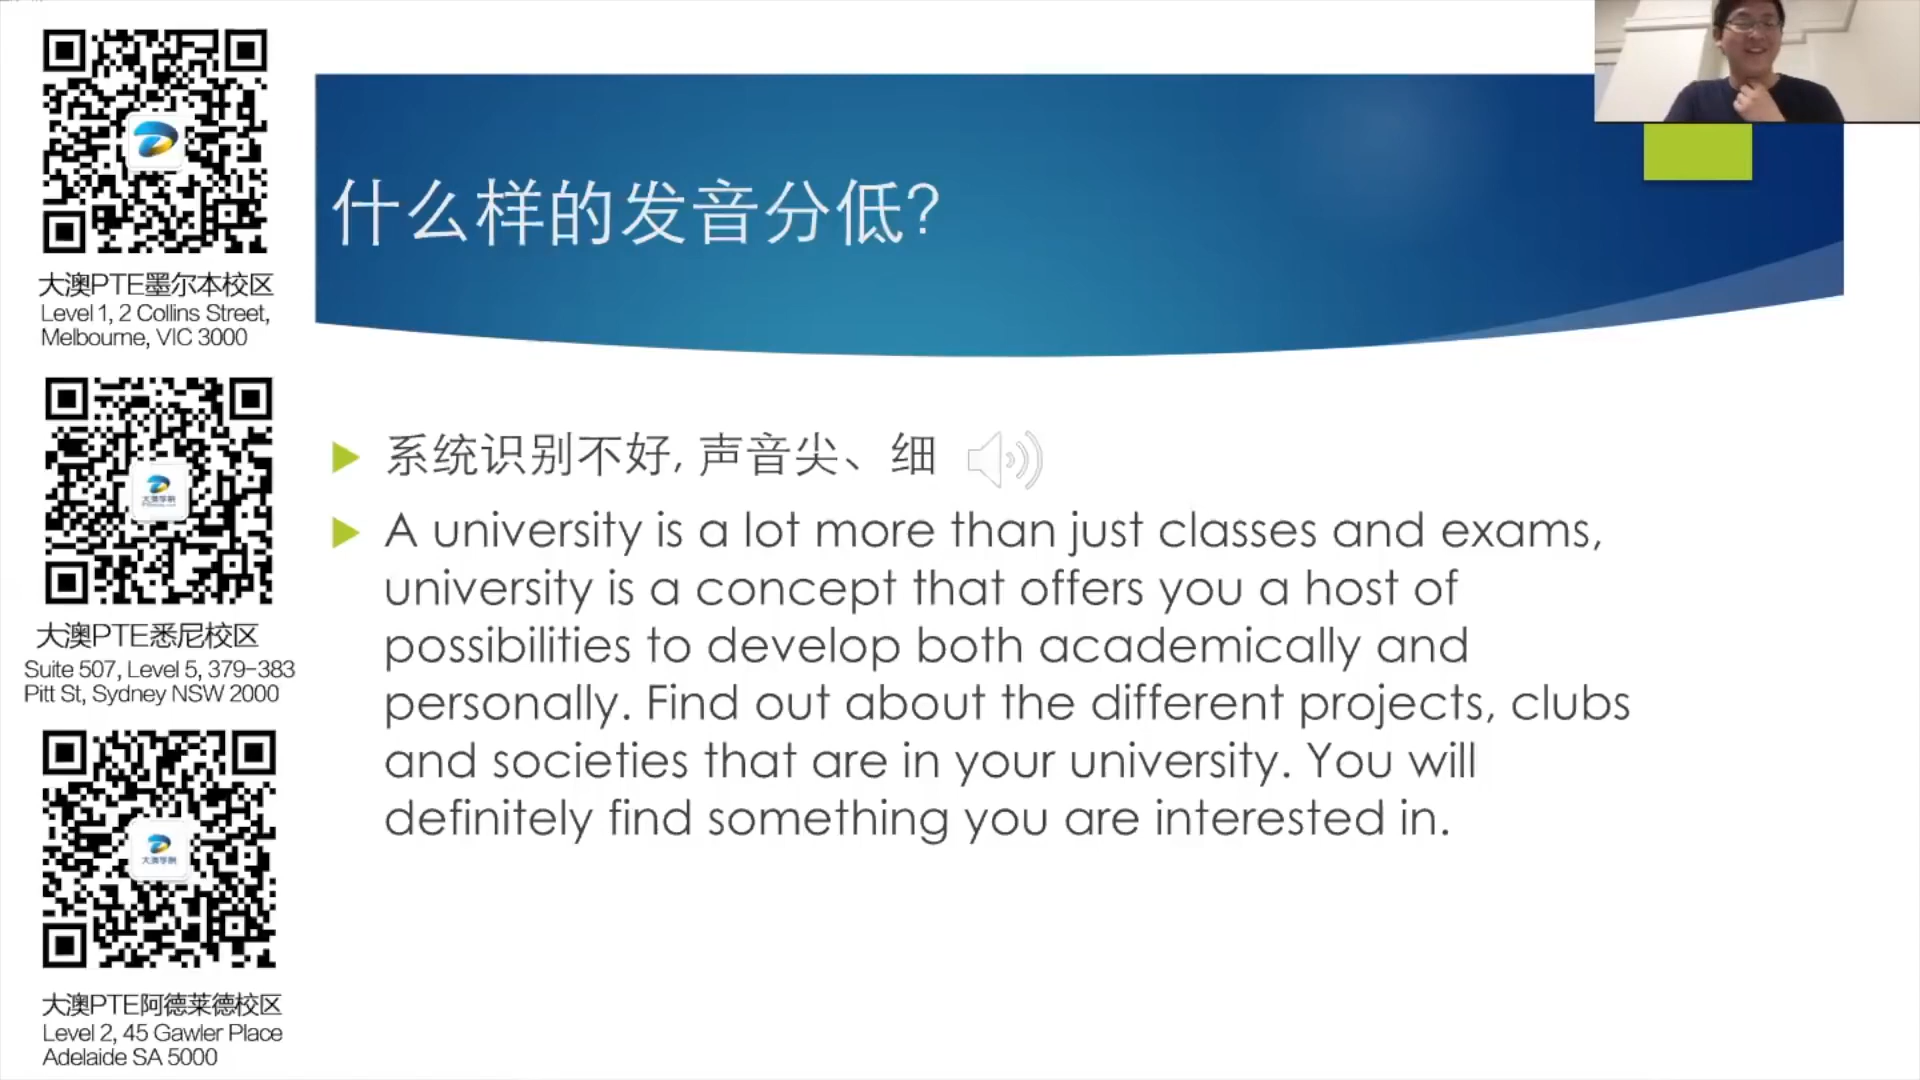 大澳PTE墨尔本校区
Level 1, 2 Collins Street,
Melbourne, VIC 3000
大澳PTE悉尼校区
Suite 507, Level 5, 379-383
Pitt St, Sydney NSW 2000
大澳PTE阿德莱德校区
Level 2, 45 Gawler Place
Adelaide SA 5000
什么样的发音分低?
系统识别不好, 声音尖、细
A university is a lot more than just classes and exams,
university is a concept that offers you a host of
possibilities to develop both academically and
personally. Find out about the different projects, clubs
and societies that are in your university. You will
definitely find something you are interested in.